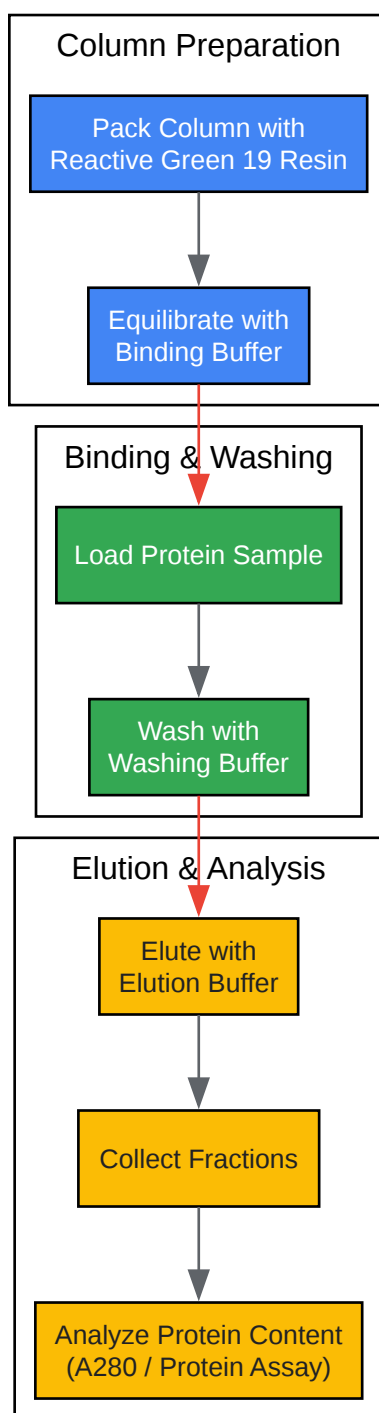 Column Preparation
Pack Column with
Reactive Green 19 Resin
Equilibrate with
Binding Buffer
Binding & Washing
Load Protein Sample
Wash with
Washing Buffer
Elution & Analysis
Elute with
Elution Buffer
Collect Fractions
Analyze Protein Content
(A280 / Protein Assay)